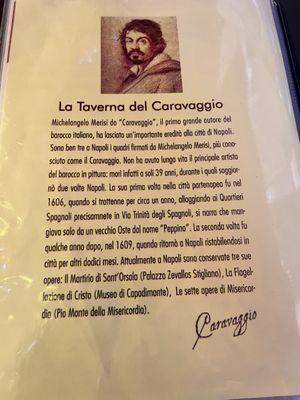 La Taverna del Caravaggio
Michelangelo Merisi da "Caravaggio", il primo grande autore del
barocco italiano, ha lasciato un'importante eredità alla città di Napoli.
Sono ben tre a Napoli i quadri firmati da Michelangelo Merisi, più cono-
sciuto come il Caravaggio. Non ha avuto lunga vita il principale artista
del barocco in pittura: morì infatti a soli 39 anni, durante i quali soggior-
nò due volte Napoli. La sua prima volta nella città partenopea fu nel
1606, quando si trattenne per circa un anno, alloggiando ai Quartieri
Spagnoli precisamnete in Via Trinità degli Spagnoli, si narra che man-
giava solo da un vecchio Oste dal nome "Peppino". La seconda volta fu
qualche anno dopo, nel 1609, quando ritornò a Napoli ristabilendosi in
città per altri dodici mesi. Attualmente a Napoli sono conservate tre sue
opere: Il Martirio di Sant'Orsola (Palazzo Zevallos Stigliano), La Flagel-
lazione di Cristo (Museo di Capodimonte), Le sette opere di Misericor-
dia (Pio Monte della Misericordia).
Caravaggio